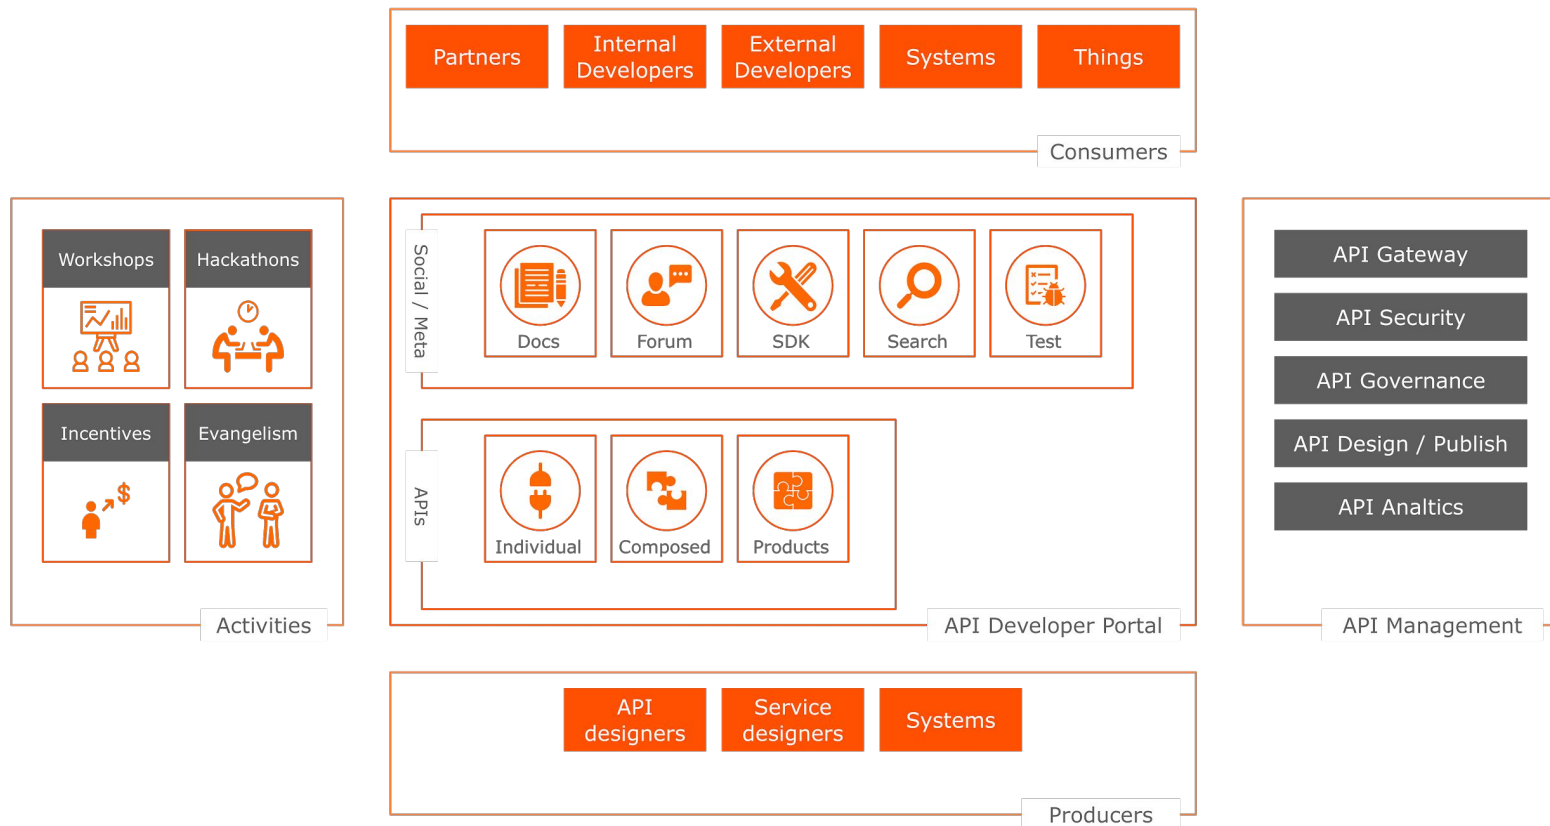 Partners
Internal
Developers
External
Developers
Systems
Things
Consumers
Workshops
Hackathons
Incentives
Evangelism
Activities
Social / Meta
Docs
Forum
SDK
Search
Test
APIs
Individual
Composed
Products
API Developer Portal
API Gateway
API Security
API Governance
API Design / Publish
API Analtics
API Management
API
designers
Service
designers
Systems
Producers